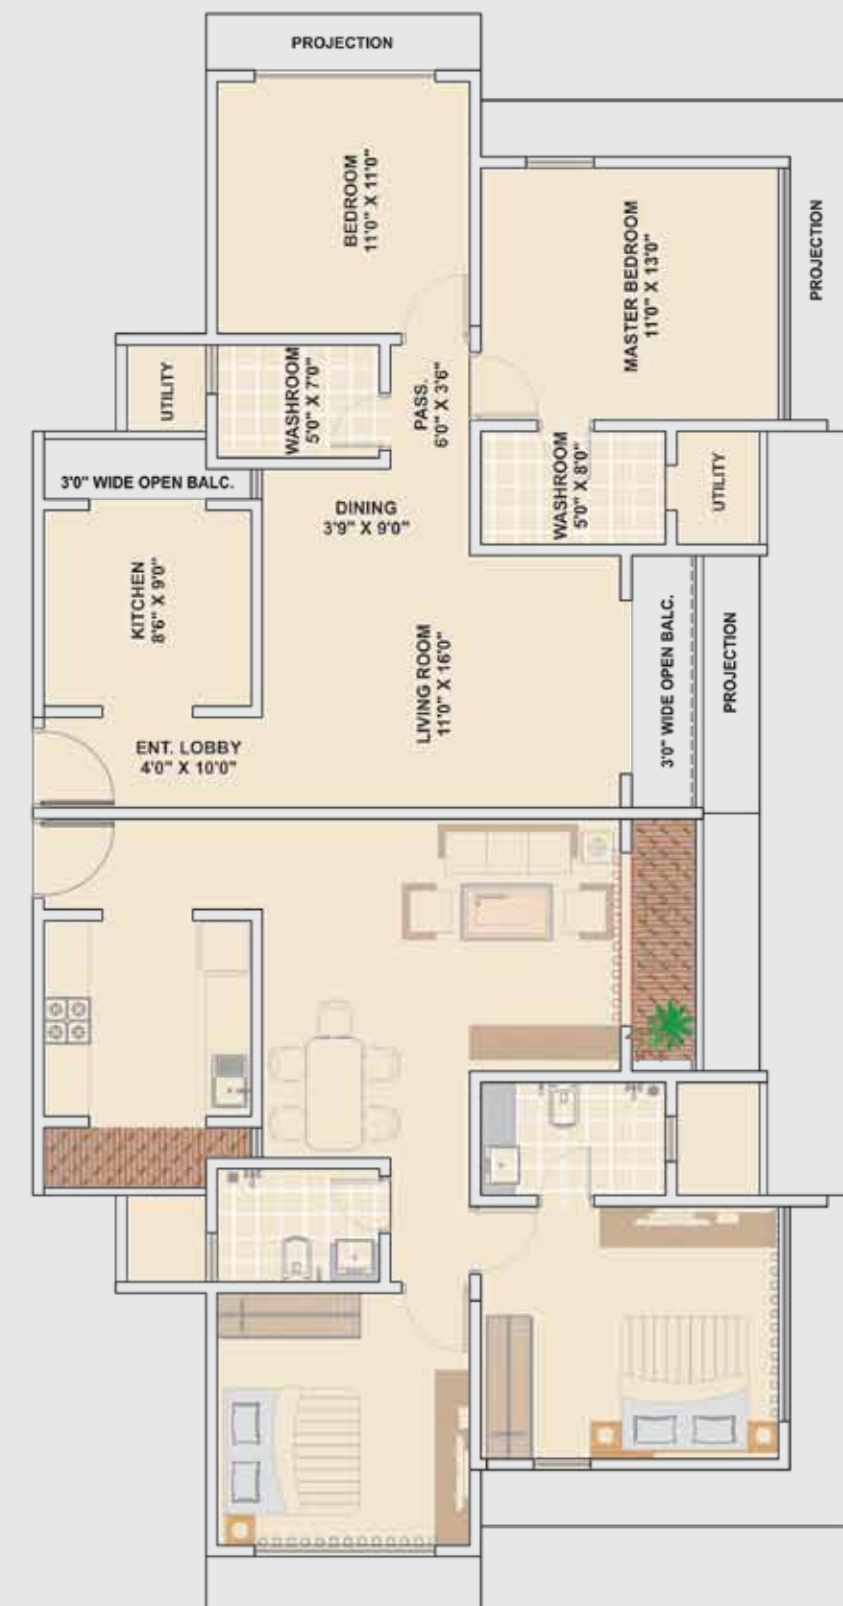 PROJECTION
BEDROOM
11'0" X 11'0"
MASTER BEDROOM
11'0" X 13'0"
PROJECTION
UTILITY
WASHROOM
5'0" X 7'0"
PASS.
6'0" X 3'6"
3'0" WIDE OPEN BALC.
DINING
3'9" X 9'0"
WASHROOM
5'0" X 8'0"
UTILITY
KITCHEN
8'6" X 9'0"
LIVING ROOM
11'0" X 16'0"
3'0" WIDE OPEN BALC.
PROJECTION
ENT. LOBBY
4'0" X 10'0"